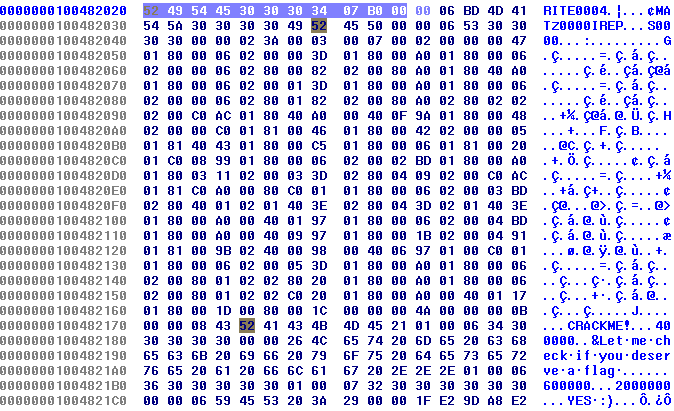 0000000100482020 52 49 54 45 30 30 30 34 07 B0 00 00 06 BD 4D 41 RITE0004.¦...¢MA
0000000100482030 54 5A 30 30 30 30 49 52 45 50 00 00 06 53 30 30 TZ0000IREP...S00
0000000100482040 30 30 00 00 02 3A 00 03 00 07 00 02 00 00 00 47 00...:.........G
0000000100482050 01 80 00 06 02 00 00 3D 01 80 00 A0 01 80 00 06 .Ç.....=.Ç.á.Ç..
0000000100482060 02 00 06 02 80 00 82 02 00 80 00 A0 01 80 40 A0 ....Ç.é..Ç.á.Ç@á
0000000100482070 01 80 00 06 02 00 01 3D 01 80 00 A0 01 80 00 06 .Ç.....=.Ç.á.Ç..
0000000100482080 02 00 00 06 02 80 01 82 02 80 00 A0 02 80 02 02 .....Ç.é.Ç.á.Ç..
0000000100482090 02 00 C0 AC 01 80 40 A0 00 40 0F 9A 01 80 00 48 ..+¼.Ç@á.@.Ü.Ç.H
00000001004820A0 02 00 00 C0 01 81 00 46 01 80 00 42 02 00 00 05 ...+...F.Ç.B....
00000001004820B0 01 81 40 43 01 80 00 C5 01 80 00 06 01 81 00 20 ..@C.Ç.+.Ç.....
00000001004820C0 01 C0 08 99 01 80 00 06 02 00 02 BD 01 80 00 A0 .+.Ö.Ç.....¢.Ç.á
00000001004820D0 01 80 03 11 02 00 03 3D 02 80 04 09 02 00 C0 AC .Ç.....=.Ç....+¼
00000001004820E0 01 81 C0 A0 00 80 C0 01 01 80 00 06 02 00 03 BD ..+á.Ç+..Ç.....¢
00000001004820F0 02 80 40 01 02 01 40 3E 02 80 04 3D 02 01 40 3E .Ç@...@>.Ç.=..@>
0000000100482100 01 80 00 A0 00 40 01 97 01 80 00 06 02 00 04 BD .Ç.á.@.ù.Ç.....¢
0000000100482110 01 80 00 A0 00 40 09 97 01 80 00 1B 02 00 04 91 .Ç.á.@.ù.Ç.....æ
0000000100482120 01 81 00 9B 02 40 00 98 00 40 06 97 01 00 C0 01 ...ø.@.ÿ.@.ù..+.
0000000100482130 01 80 00 06 02 00 05 3D 01 80 00 A0 01 80 00 06 .Ç.....=.Ç.á.Ç..
0000000100482140 02 00 80 01 02 02 80 20 01 80 00 A0 01 80 00 06 ..Ç...Ç .Ç.á.Ç..
0000000100482150 02 00 80 01 02 02 C0 20 01 80 00 A0 00 40 01 17 ..Ç...+ .Ç.á.@..
0000000100482160 01 80 00 1D 00 80 00 1C 00 00 00 4A 00 00 00 0B .Ç...Ç.....J....
0000000100482170 00 00 08 43 52 41 43 4B 4D 45 21 01 00 06 34 30 ...CRACKME!...40
0000000100482180 30 30 30 30 00 00 26 4C 65 74 20 6D 65 20 63 68 0000..&Let·me·ch
0000000100482190 65 63 6B 20 69 66 20 79 6F 75 20 64 65 73 65 72 eck·if·you·deser
00000001004821A0 76 65 20 61 20 66 6C 61 67 20 2E 2E 2E 01 00 06 ve·a·flag·......
00000001004821B0 36 30 30 30 30 30 01 00 07 32 30 30 30 30 30 30 600000...2000000
00000001004821C0 00 00 06 59 45 53 20 3A 29 00 00 1F E2 9D A8 E2 ...YES·:)...Ô.¿Ô